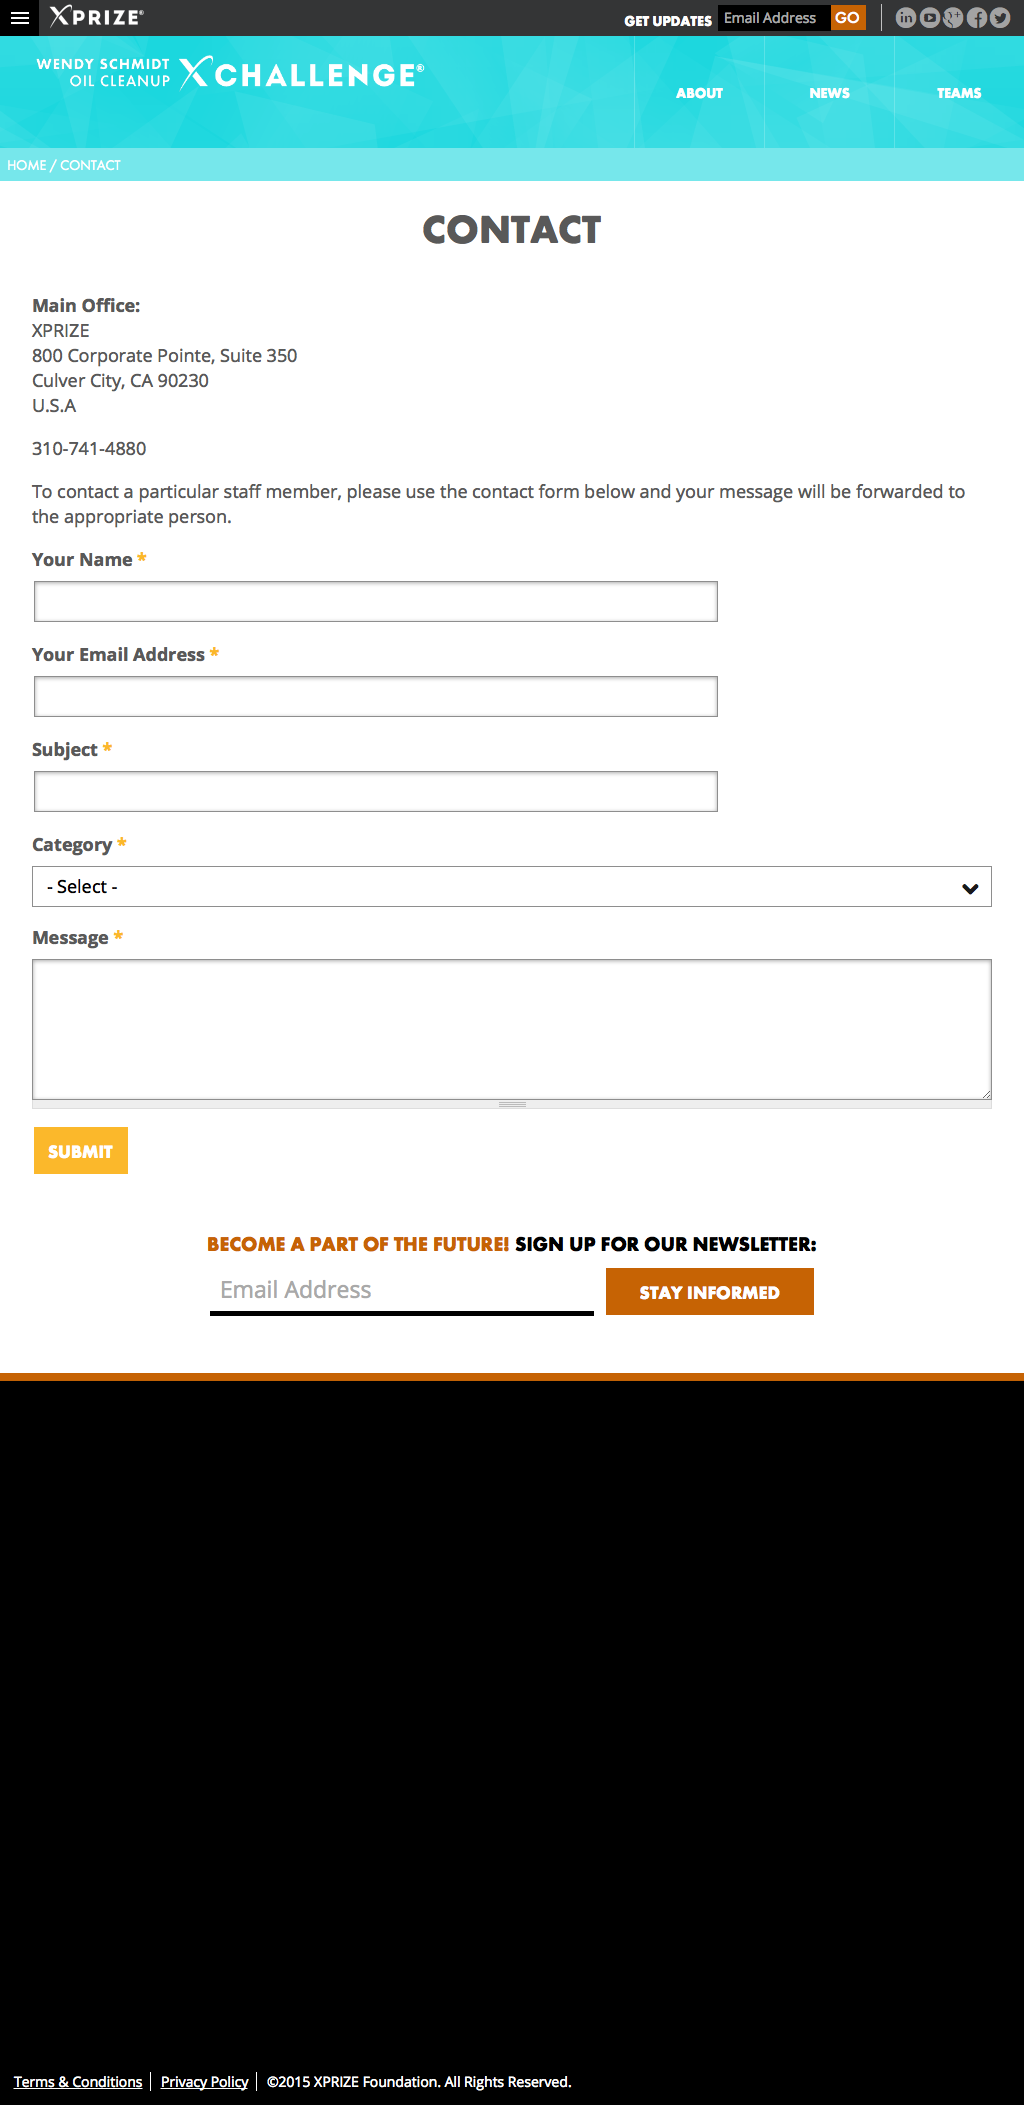 XPRIZE®
GET UPDATES Email Address GO
WENDY SCHMIDT
OIL CLEANUP XCHALLENGE®
ABOUT NEWS TEAMS
HOME / CONTACT
CONTACT
Main Office:
XPRIZE
800 Corporate Pointe, Suite 350
Culver City, CA 90230
U.S.A
310-741-4880
To contact a particular staff member, please use the contact form below and your message will be forwarded to
the appropriate person.
Your Name *
Your Email Address *
Subject *
Category *
- Select -
Message *
SUBMIT
BECOME A PART OF THE FUTURE! SIGN UP FOR OUR NEWSLETTER:
Email Address STAY INFORMED
Terms & Conditions Privacy Policy ©2015 XPRIZE Foundation. All Rights Reserved.